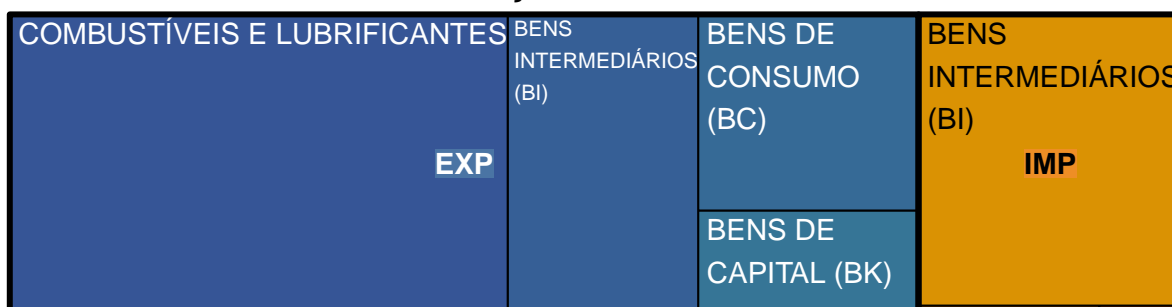 COMBUSTÍVEIS E LUBRIFICANTES
EXP
BENS
INTERMEDIÁRIOS
(BI)
BENS DE
CONSUMO
(BC)
BENS DE
CAPITAL (BK)
BENS
INTERMEDIÁRIOS
(BI)
IMP